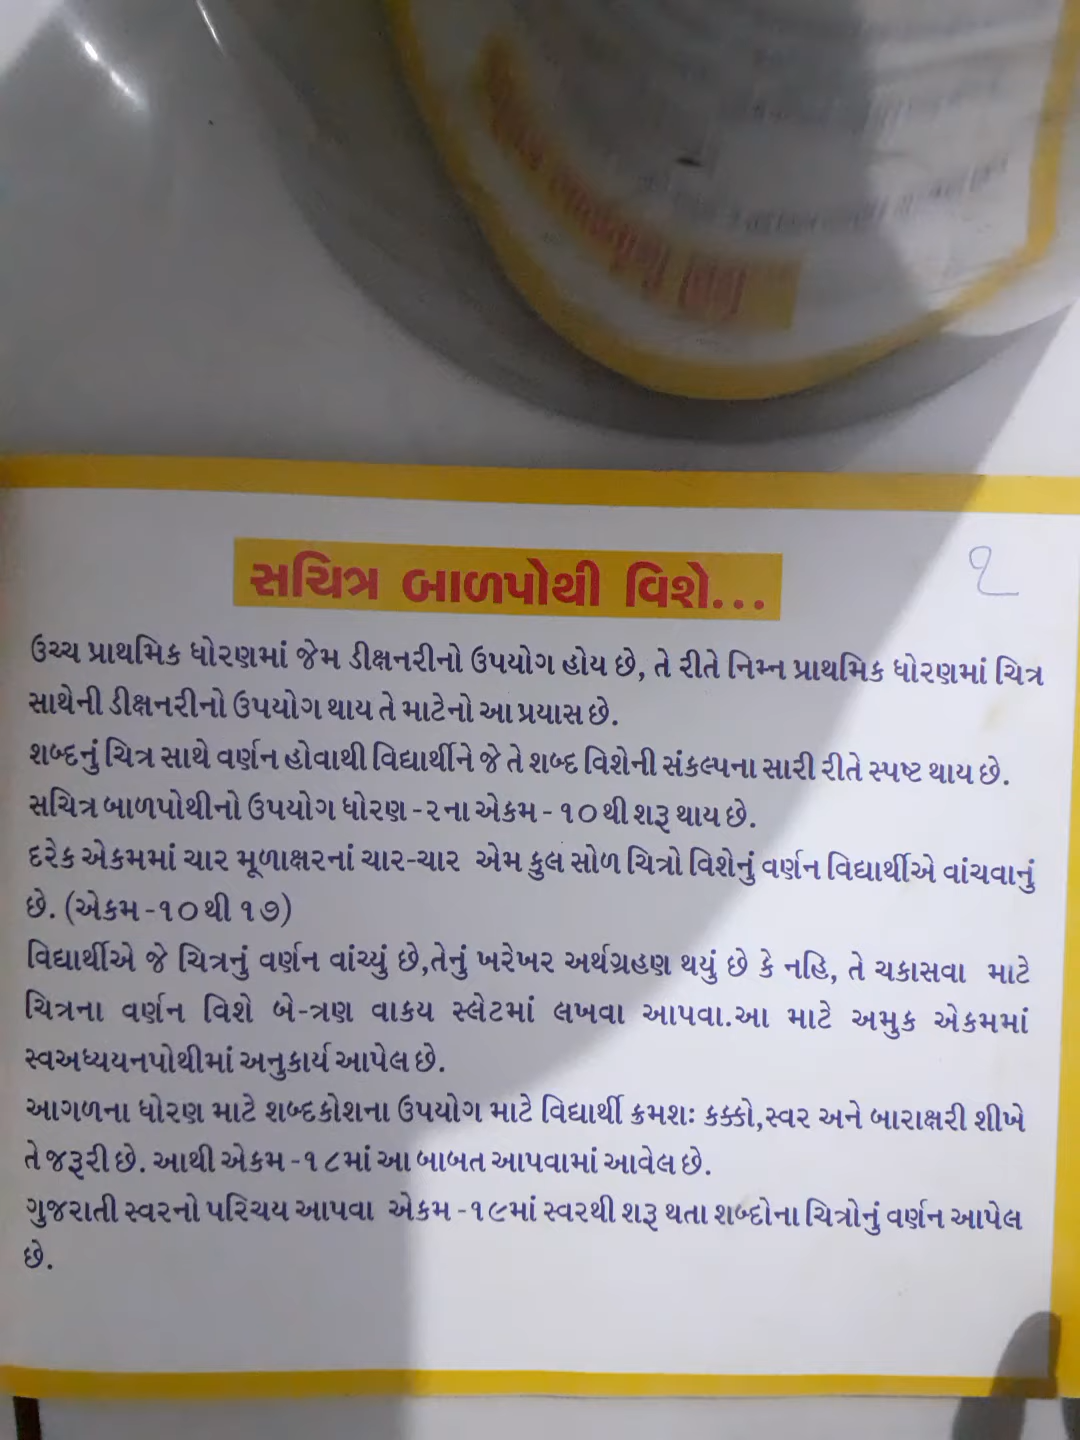 સચિત્ર બાળપોથી વિશે...
૧
ઉચ્ચ પ્રાથમિક ધોરણમાં જેમ ડીક્ષનરીનો ઉપયોગ હોય છે, તે રીતે નિમ્ન પ્રાથમિક ધોરણમાં ચિત્ર
સાથેની ડીક્ષનરીનો ઉપયોગ થાય તે માટેનો આ પ્રયાસ છે.
શબ્દનું ચિત્ર સાથે વર્ણન હોવાથી વિદ્યાર્થીને જે તે શબ્દ વિશેની સંકલ્પના સારી રીતે સ્પષ્ટ થાય છે.
સચિત્ર બાળપોથીનો ઉપયોગ ધોરણ -૨ના એકમ - ૧૦થી શરૂ થાય છે.
દરેક એકમમાં ચાર મૂળાક્ષરનાં ચાર-ચાર એમ કુલ સોળ ચિત્રો વિશેનું વર્ણન વિદ્યાર્થીએ વાંચવાનું
છે. (એકમ -૧૦થી ૧૭)
વિદ્યાર્થીએ જે ચિત્રનું વર્ણન વાંચ્યું છે,તેનું ખરેખર અર્થગ્રહણ થયું છે કે નહિ, તે ચકાસવા માટે
ચિત્રના વર્ણન વિશે બે-ત્રણ વાકય સ્લેટમાં લખવા આપવા.આ માટે અમુક એકમમાં
સ્વઅધ્યયનપોથીમાં અનુકાર્ય આપેલ છે.
આગળના ધોરણ માટે શબ્દકોશના ઉપયોગ માટે વિદ્યાર્થી ક્રમશઃ કક્કો,સ્વર અને બારાક્ષરી શીખે
તે જરૂરી છે. આથી એકમ -૧૮માં આ બાબત આપવામાં આવેલ છે.
ગુજરાતી સ્વરનો પરિચય આપવા એકમ -૧૯માં સ્વરથી શરૂ થતા શબ્દોના ચિત્રોનું વર્ણન આપેલ
છે.